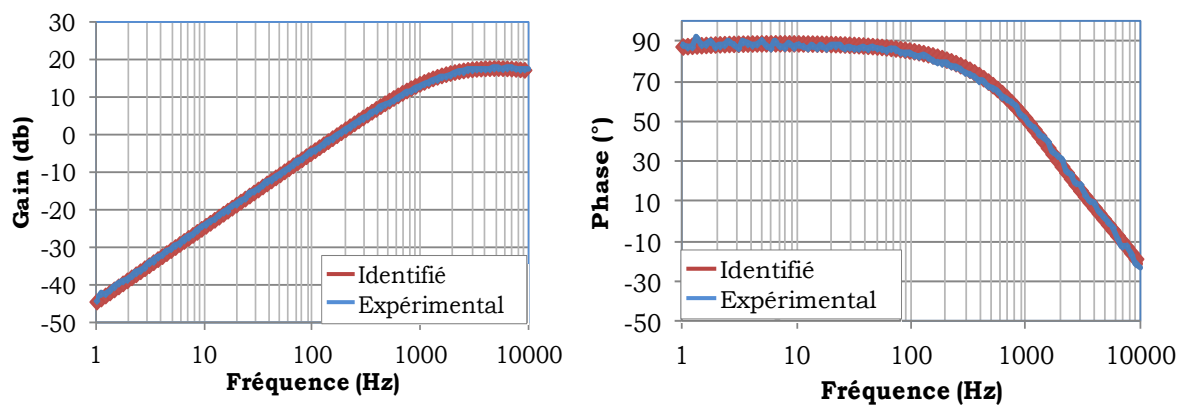 30
20
10
0
-10
-20
-30
-40
-50
Gain (db)
Identifié
Expérimental
1 10 100 1000 10000
Fréquence (Hz)
90
70
50
30
10
-10
-30
-50
Phase (°)
Identifié
Expérimental
1 10 100 1000 10000
Fréquence (Hz)